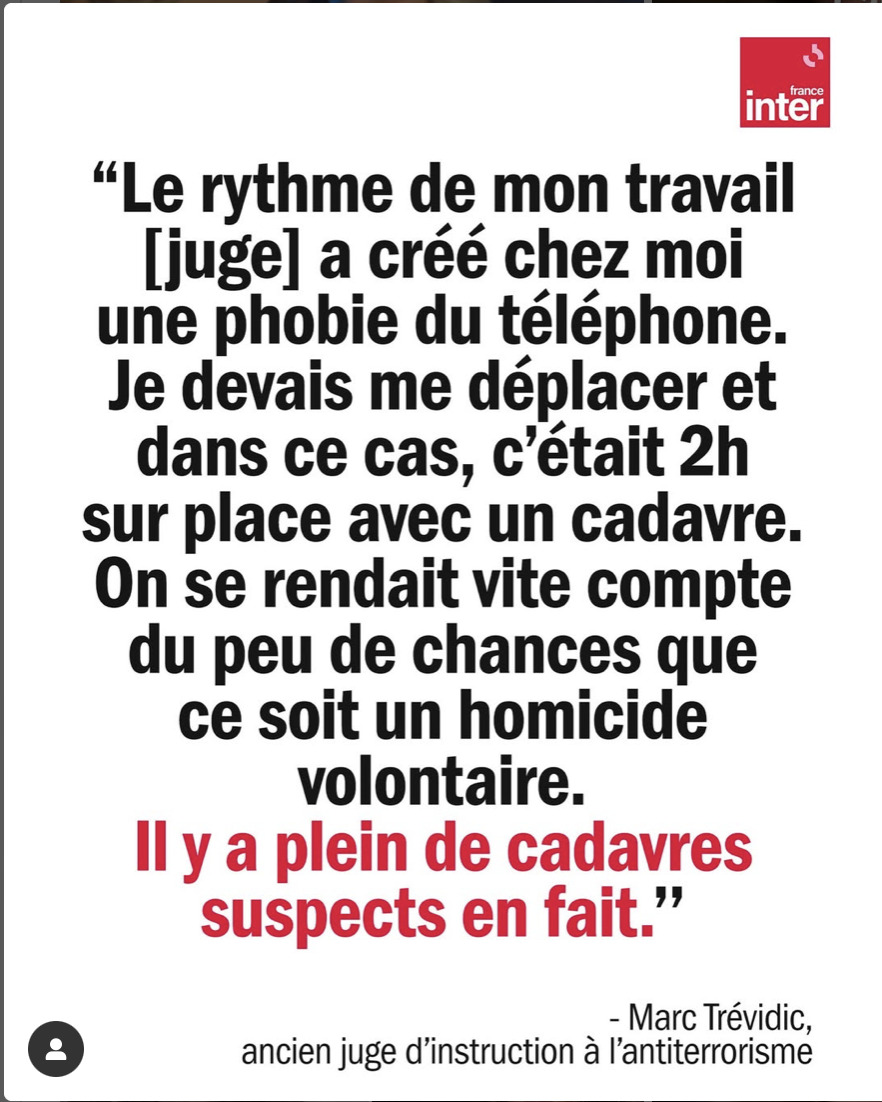 france
inter
“Le rythme de mon travail
[juge] a créé chez moi
une phobie du téléphone.
Je devais me déplacer et
dans ce cas, c’était 2h
sur place avec un cadavre.
On se rendait vite compte
du peu de chances que
ce soit un homicide
volontaire.
Il y a plein de cadavres
suspects en fait.”
- Marc Trévidic,
ancien juge d’instruction à l’antiterrorisme